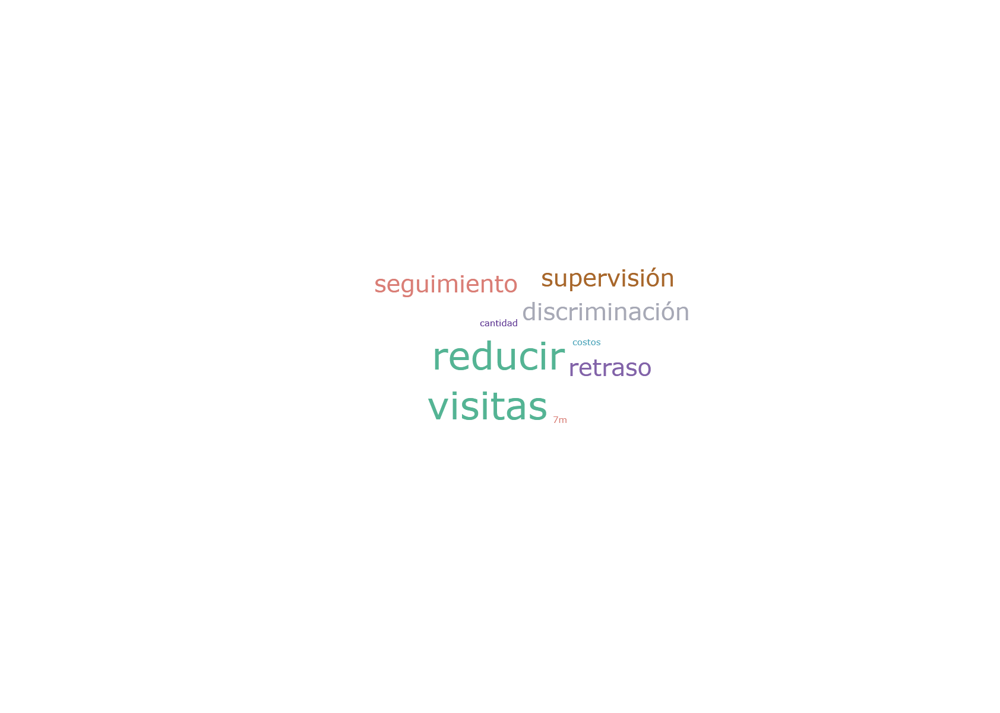 supervisión
seguimiento
discriminación
cantidad
costos
reducir
retraso
visitas
7m